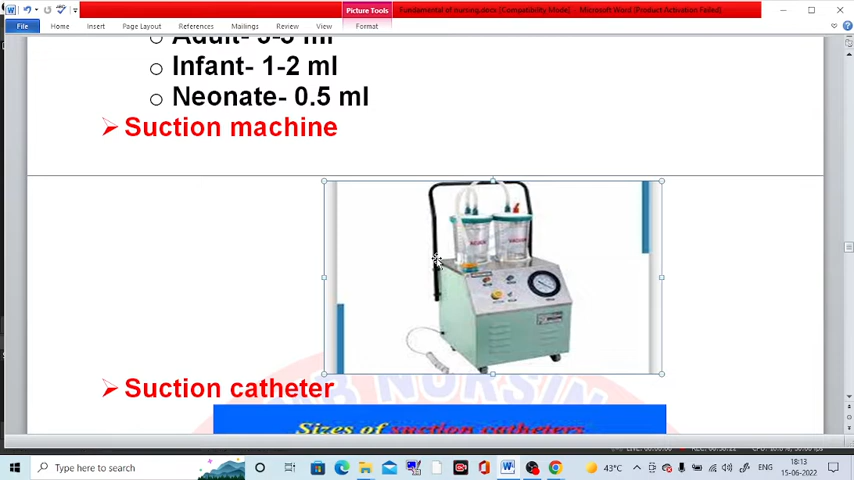 Picture Tools
Fundamental of nursing.docx [Compatibility Mode] - Microsoft Word (Product Activation Failed)
File Home Insert Page Layout References Mailings Review View Format
Infant- 1-2 ml
Neonate- 0.5 ml
Suction machine
Suction catheter
NURSIN
Sizes of suction catheters
Type here to search
43°C
ENG
18:13
15-06-2022